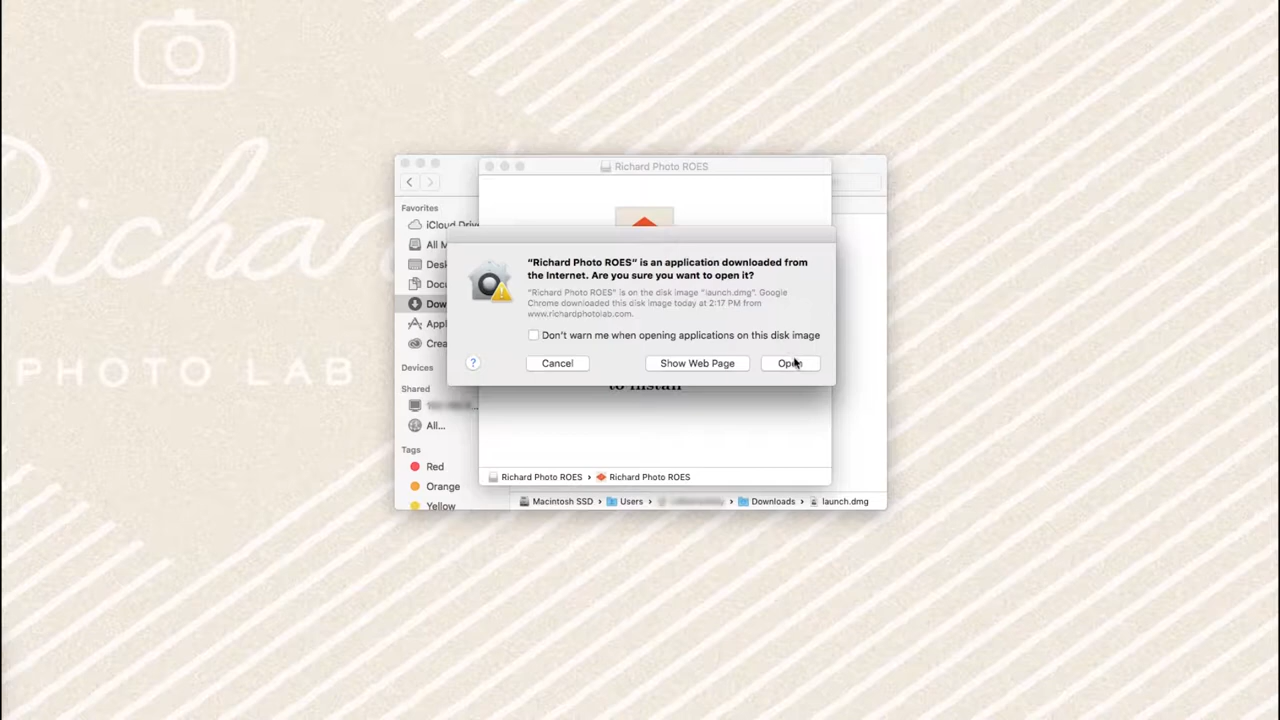 Richar
PHOTO LAB
Richard Photo ROES
Favorites
iCloud Drive
All M
Desk
Docu
Dow
Appl
Crea
Devices
Shared
All...
Tags
Red
Orange
Yellow
“Richard Photo ROES” is an application downloaded from
the Internet. Are you sure you want to open it?
“Richard Photo ROES” is on the disk image “launch.dmg”. Google
Chrome downloaded this disk image today at 2:17 PM from
www.richardphotolab.com.
Don’t warn me when opening applications on this disk image
?
Cancel
Show Web Page
Open
to install
Richard Photo ROES › Richard Photo ROES
Macintosh SSD › Users › › Downloads › launch.dmg